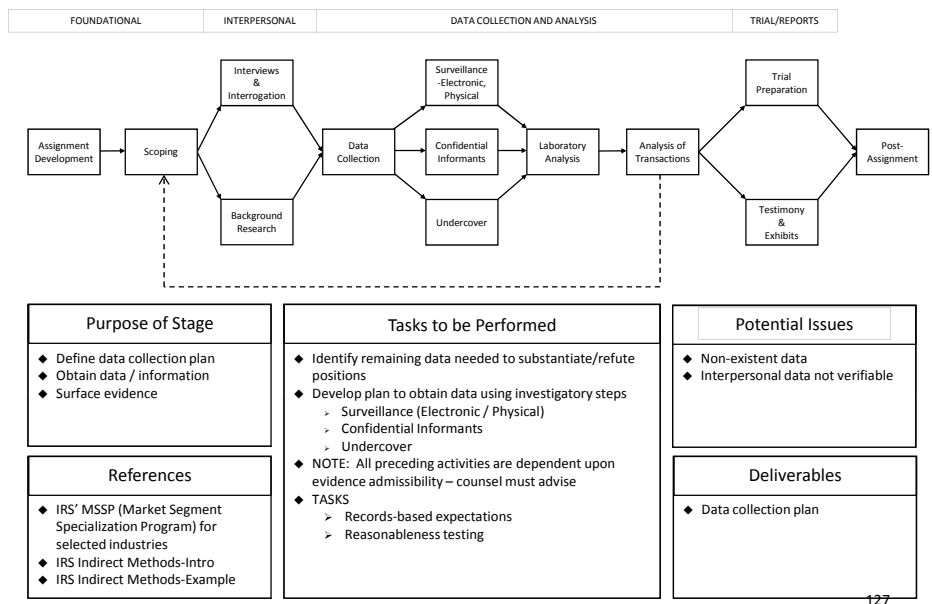 FOUNDATIONAL
INTERPERSONAL
DATA COLLECTION AND ANALYSIS
TRIAL/REPORTS
Assignment
Development
Scoping
Interviews
&
Interrogation
Background
Research
Data
Collection
Surveillance
-Electronic,
Physical
Confidential
Informants
Undercover
Laboratory
Analysis
Analysis of
Transactions
Trial
Preparation
Testimony
&
Exhibits
Post-
Assignment
Purpose of Stage
◆ Define data collection plan
◆ Obtain data / information
◆ Surface evidence
References
◆ IRS’ MSSP (Market Segment
Specialization Program) for
selected industries
◆ IRS Indirect Methods-Intro
◆ IRS Indirect Methods-Example
Tasks to be Performed
◆ Identify remaining data needed to substantiate/refute
positions
◆ Develop plan to obtain data using investigatory steps
➢ Surveillance (Electronic / Physical)
➢ Confidential Informants
➢ Undercover
◆ NOTE: All preceding activities are dependent upon
evidence admissibility – counsel must advise
◆ TASKS
➢ Records-based expectations
➢ Reasonableness testing
Potential Issues
◆ Non-existent data
◆ Interpersonal data not verifiable
Deliverables
◆ Data collection plan
127